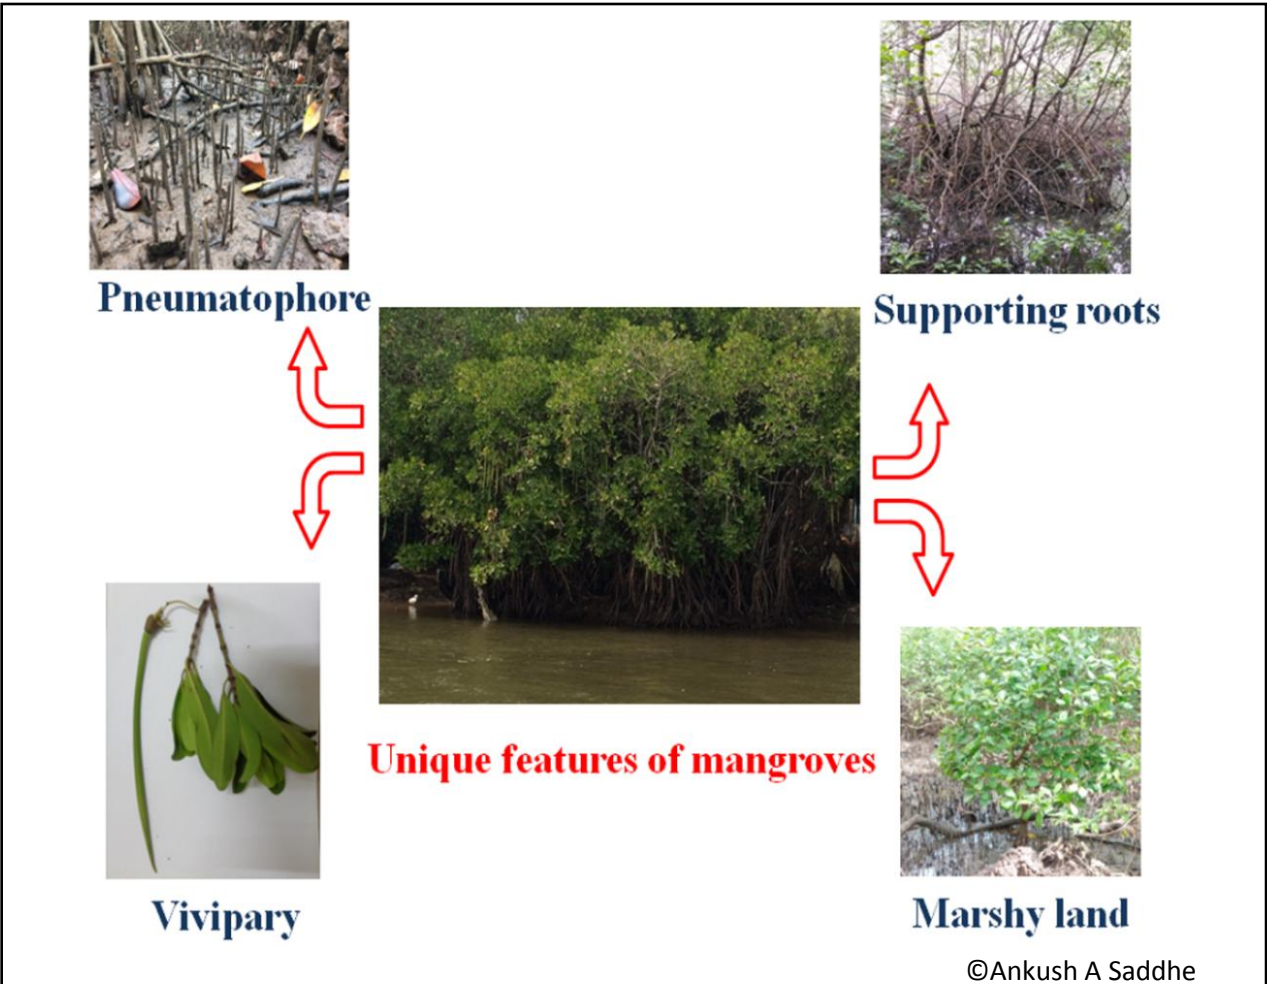 Pneumatophore
Supporting roots
Unique features of mangroves
Vivipary
Marshy land
©Ankush A Saddhe